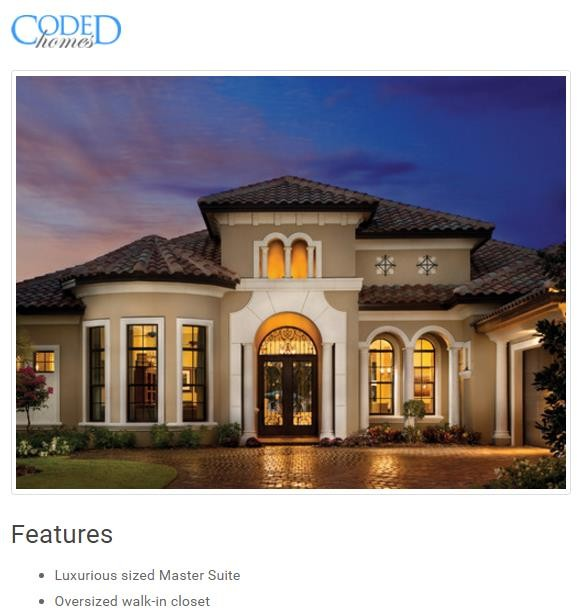 CODED
homes
Features
Luxurious sized Master Suite
Oversized walk-in closet